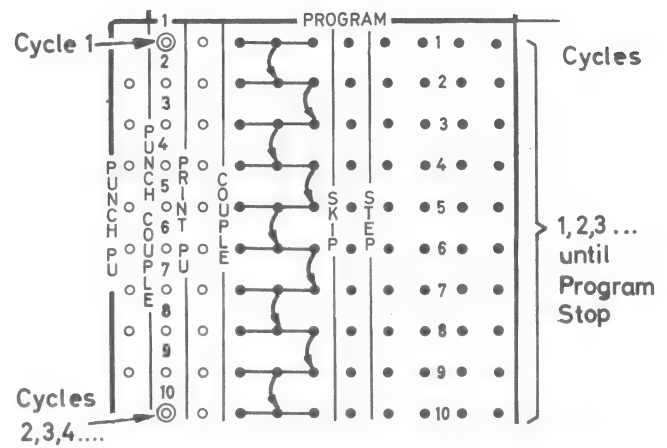 PROGRAM
Cycle 1
1
2
3
4
5
6
7
8
9
10
PUNCH PU
PUNCH COUPLE
PRINT PU
COUPLE
SKIP
STEP
1
2
3
4
5
6
7
8
9
10
Cycles
1,2,3 ...
until
Program
Stop
Cycles
2,3,4....